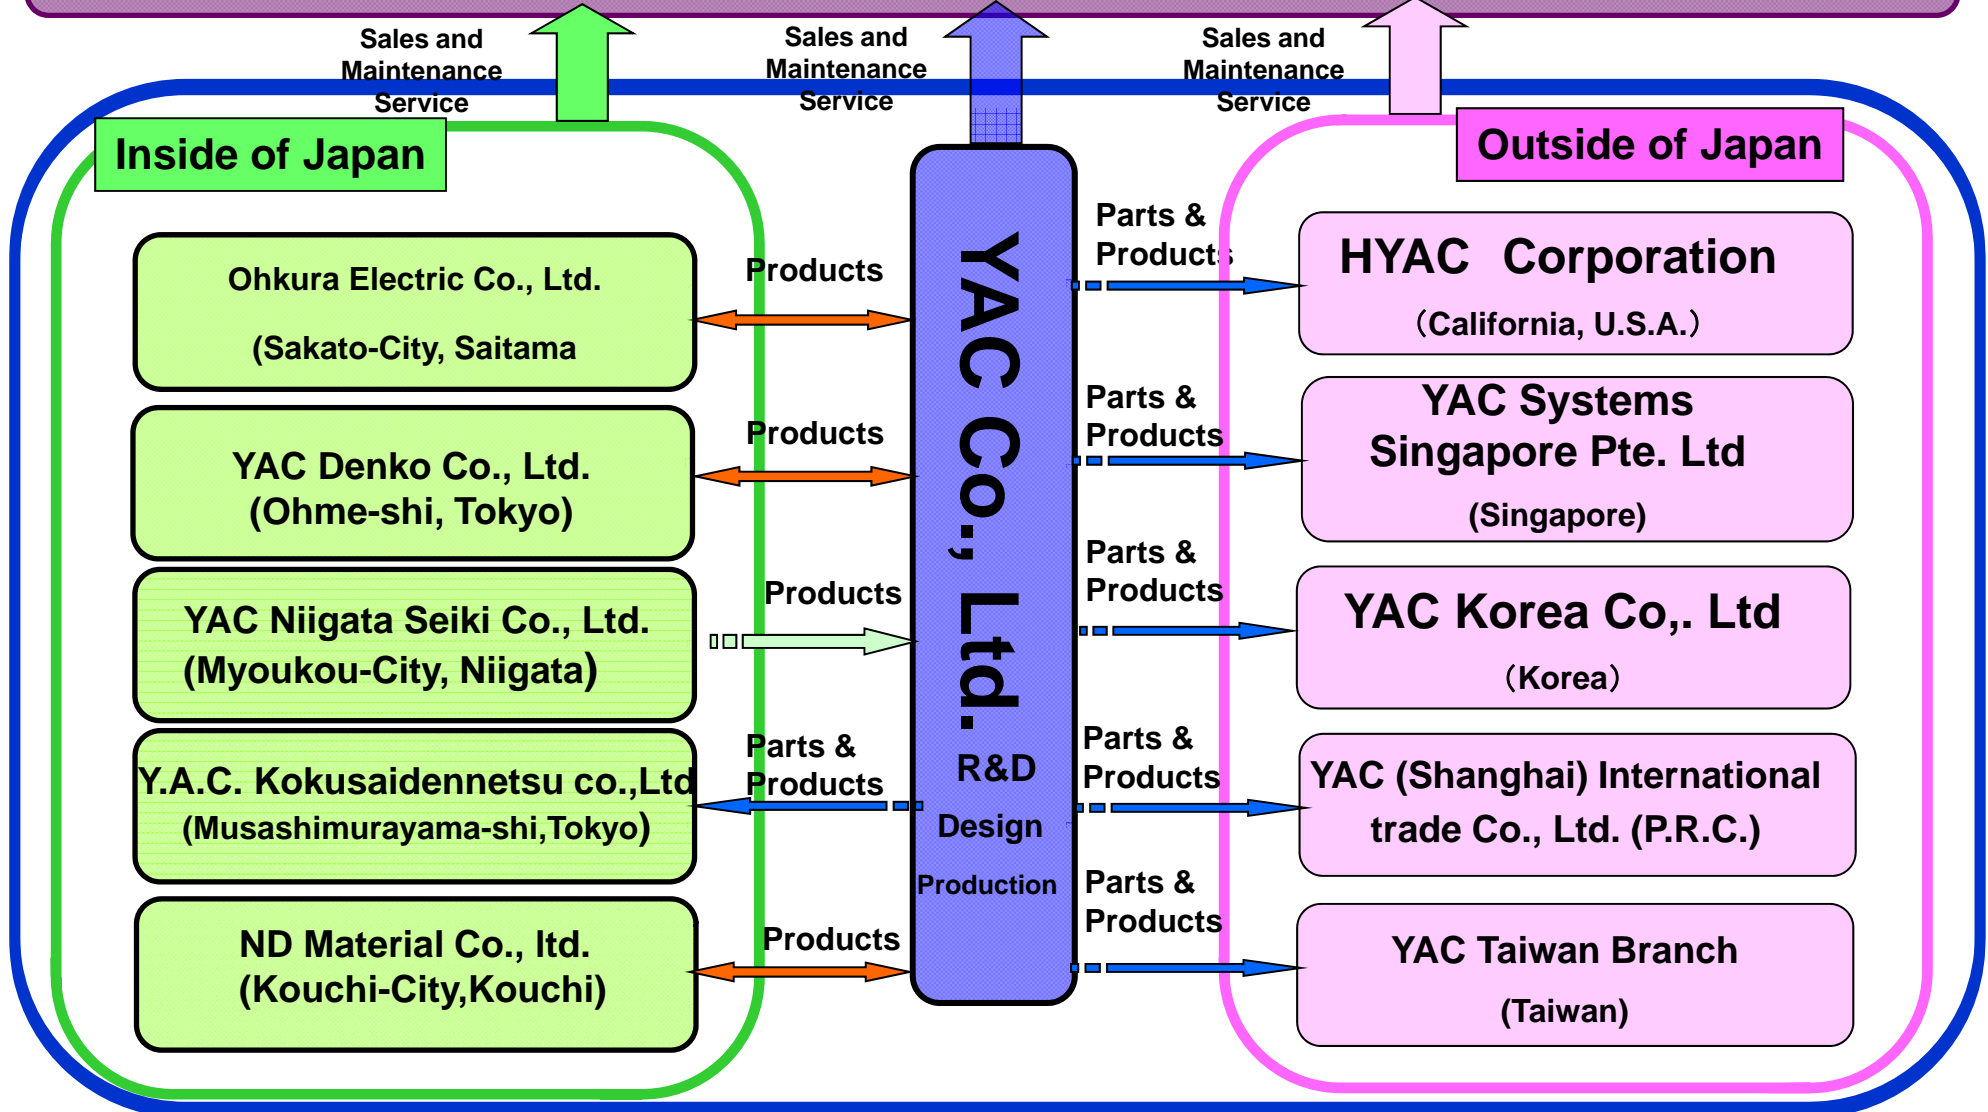 Sales and
Maintenance
Service
Sales and
Maintenance
Service
Sales and
Maintenance
Service
Inside of Japan
Outside of Japan
Ohkura Electric Co., Ltd.
(Sakato-City, Saitama
Products
YAC Denko Co., Ltd.
(Ohme-shi, Tokyo)
Products
YAC Niigata Seiki Co., Ltd.
(Myoukou-City, Niigata)
Products
Y.A.C. Kokusaidennetsu co.,Ltd
(Musashimurayama-shi,Tokyo)
Parts &
Products
ND Material Co., ltd.
(Kouchi-City,Kouchi)
Products
YAC Co., Ltd.
R&D
Design
Production
Parts &
Products
HYAC Corporation
（California, U.S.A.）
Parts &
Products
YAC Systems
Singapore Pte. Ltd
(Singapore)
Parts &
Products
YAC Korea Co,. Ltd
（Korea）
Parts &
Products
YAC (Shanghai) International
trade Co., Ltd. (P.R.C.)
Parts &
Products
YAC Taiwan Branch
(Taiwan)